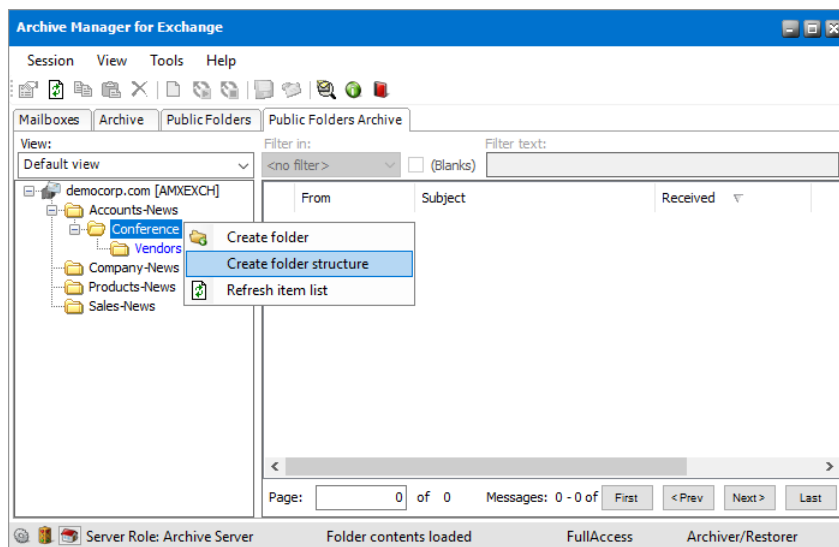 Archive Manager for Exchange
Session View Tools Help
Mailboxes Archive Public Folders Public Folders Archive
View: Filter in: Filter text:
Default view <no filter> (Blanks)
democorp.com [AMXEXCH] From Subject Received
Accounts-News
Conference Create folder
Vendors
Create folder structure
Company-News
Products-News Refresh item list
Sales-News
Page: 0 of 0 Messages: 0 - 0 of First < Prev Next > Last
Server Role: Archive Server Folder contents loaded FullAccess Archiver/Restorer